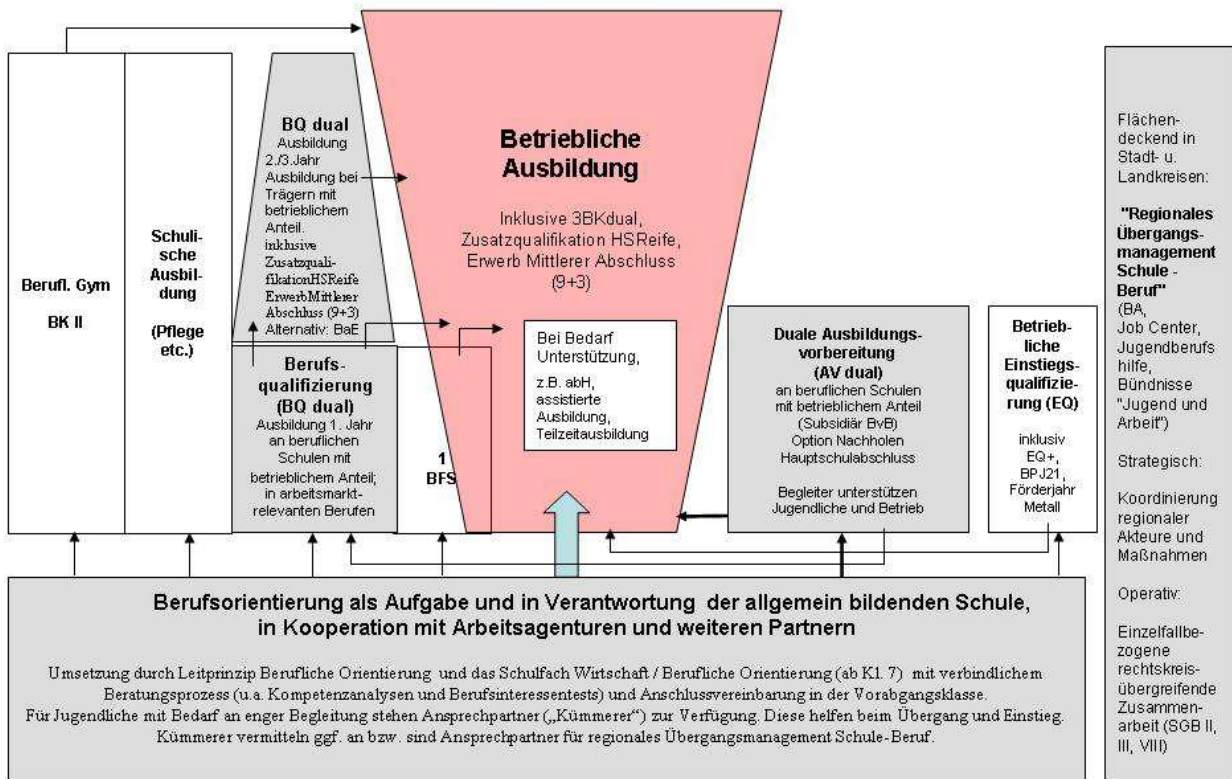 Berufl. Gym
BK II
Schuli-
sche
Ausbil-
dung
(Pflege
etc.)
BQ dual
Ausbildung
2./3.Jahr
Ausbildung bei
Trägern mit
betrieblichem
Anteil.
inklusive
Zusatzquali-
fikationHSReife
ErwerbMittlerer
Abschluss (9+3)
Alternativ: BaE
Berufs-
qualifizierung
(BQ dual)
Ausbildung 1. Jahr
an beruflichen
Schulen mit
betrieblichem Anteil;
in arbeitsmarkt-
relevanten Berufen
1
BFS
Betriebliche
Ausbildung
Inklusive 3BKdual,
Zusatzqualifikation HSReife,
Erwerb Mittlerer Abschluss
(9+3)
Bei Bedarf
Unterstützung,
z.B. abH,
assistierte
Ausbildung,
Teilzeitausbildung
Duale Ausbildungs-
vorbereitung
(AV dual)
an beruflichen Schulen
mit betrieblichem Anteil
(Subsidiär BvB)
Option Nachholen
Hauptschulabschluss
Begleiter unterstützen
Jugendliche und Betrieb
Betrieb-
liche
Einstiegs-
qualifizie-
rung (EQ)
inklusiv
EQ+,
BPJ21,
Förderjahr
Metall
Berufsorientierung als Aufgabe und in Verantwortung der allgemein bildenden Schule,
in Kooperation mit Arbeitsagenturen und weiteren Partnern
Umsetzung durch Leitprinzip Berufliche Orientierung und das Schulfach Wirtschaft / Berufliche Orientierung (ab Kl. 7) mit verbindlichem
Beratungsprozess (u.a. Kompetenzanalysen und Berufsinteressentests) und Anschlussvereinbarung in der Vorabgangsklasse.
Für Jugendliche mit Bedarf an enger Begleitung stehen Ansprechpartner („Kümmerer“) zur Verfügung. Diese helfen beim Übergang und Einstieg.
Kümmerer vermitteln ggf. an bzw. sind Ansprechpartner für regionales Übergangsmanagement Schule-Beruf.
Flächen-
deckend in
Stadt- u.
Landkreisen:
"Regionales
Übergangs-
management
Schule -
Beruf"
(BA,
Job Center,
Jugendberufs
hilfe,
Bündnisse
"Jugend und
Arbeit")
Strategisch:
Koordinierung
regionaler
Akteure und
Maßnahmen
Operativ:
Einzelfallbe-
zogene
rechtskreis-
übergreifende
Zusammen-
arbeit (SGB II,
III, VIII)